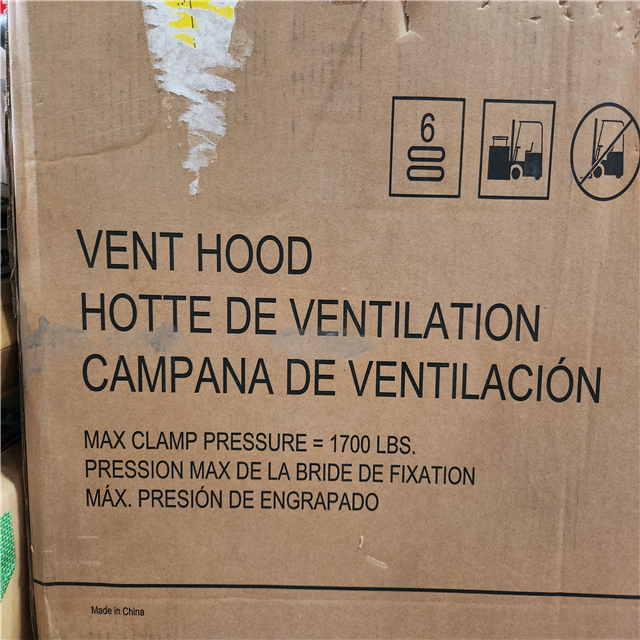 6
VENT HOOD
HOTTE DE VENTILATION
CAMPANA DE VENTILACIÓN
MAX CLAMP PRESSURE = 1700 LBS.
PRESSION MAX DE LA BRIDE DE FIXATION
MÁX. PRESIÓN DE ENGRAPADO
Made in China